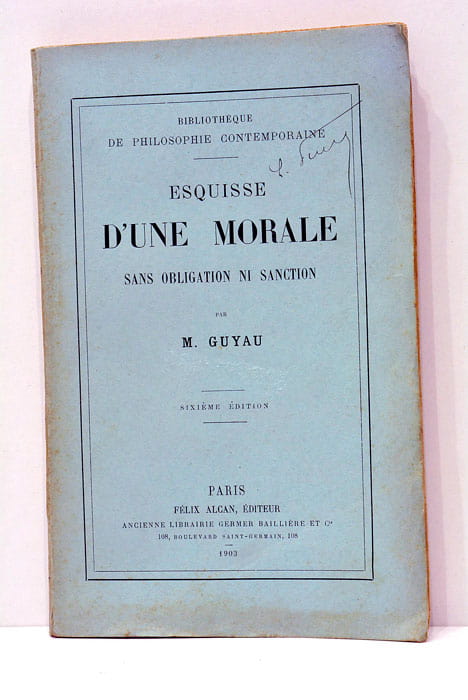 BIBLIOTHÈQUE
DE PHILOSOPHIE CONTEMPORAINE
ESQUISSE
D'UNE MORALE
SANS OBLIGATION NI SANCTION
PAR
M. GUYAU
SIXIÈME ÉDITION
PARIS
FÉLIX ALCAN, ÉDITEUR
ANCIENNE LIBRAIRIE GERMER BAILLIÈRE ET Cie
108, BOULEVARD SAINT-GERMAIN, 108
1903